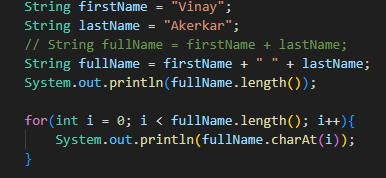 String firstName = "Vinay";
String lastName = "Akerkar";
// String fullName = firstName + lastName;
String fullName = firstName + " " + lastName;
System.out.println(fullName.length());
for(int i = 0; i < fullName.length(); i++){
System.out.println(fullName.charAt(i));
}